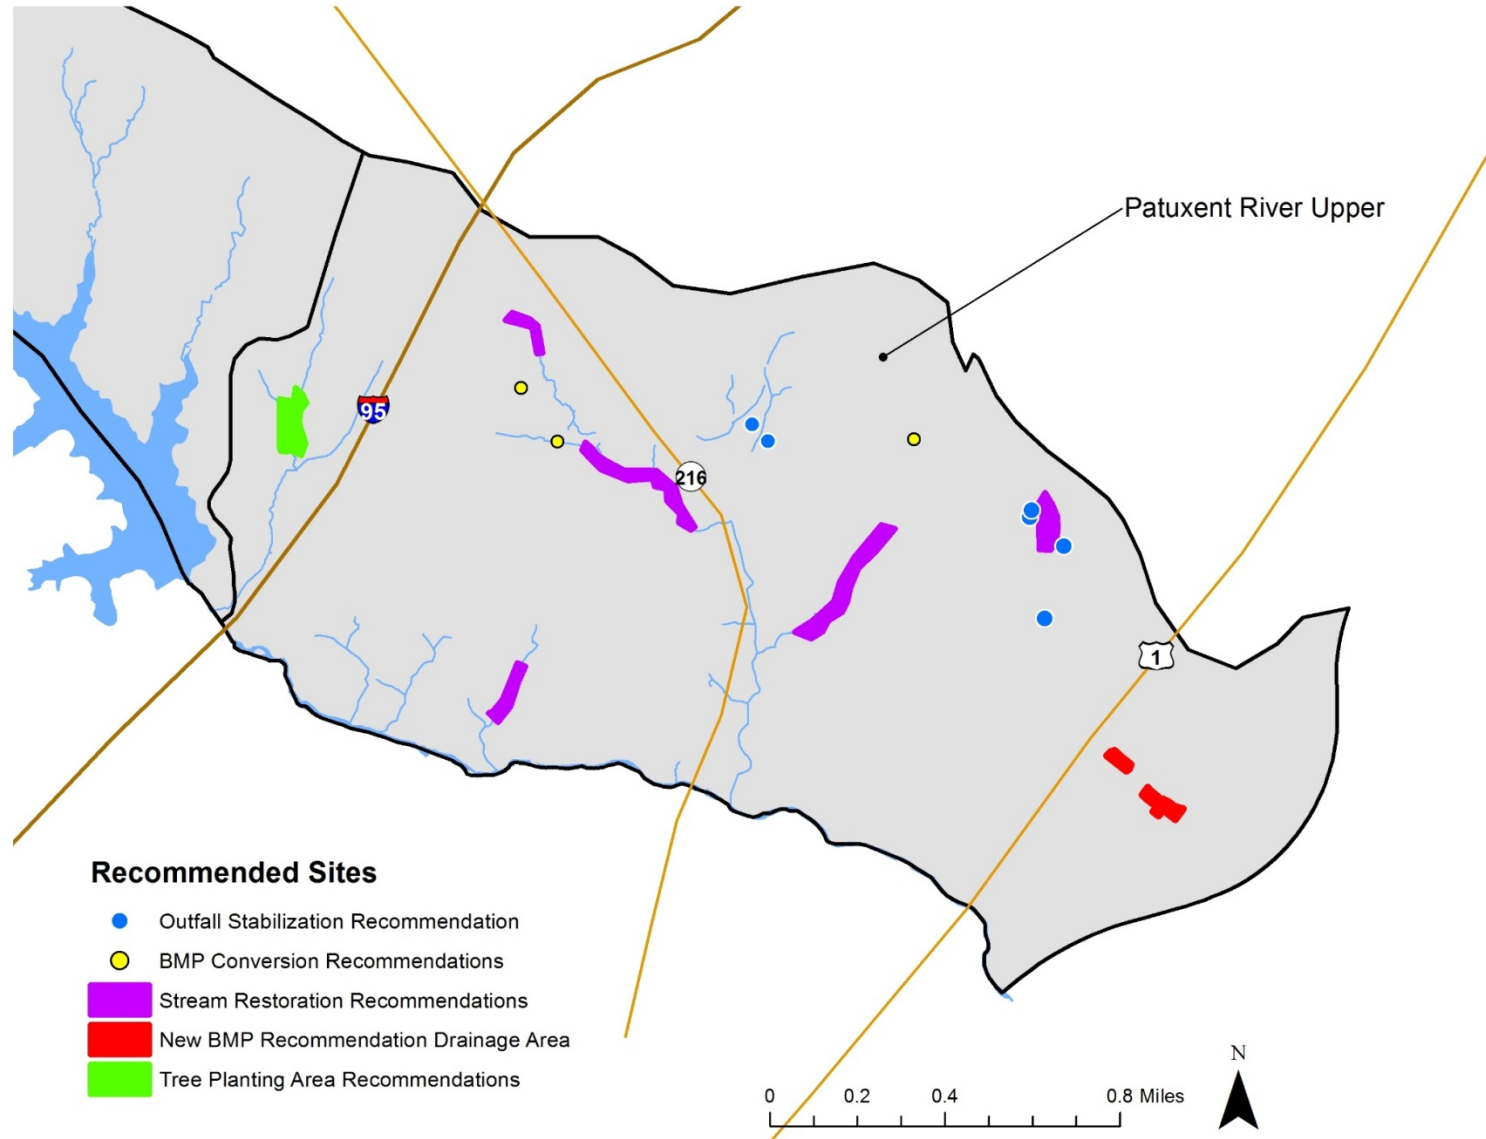 Patuxent River Upper
95
216
1
Recommended Sites
Outfall Stabilization Recommendation
BMP Conversion Recommendations
Stream Restoration Recommendations
New BMP Recommendation Drainage Area
Tree Planting Area Recommendations
N
0 0.2 0.4 0.8 Miles